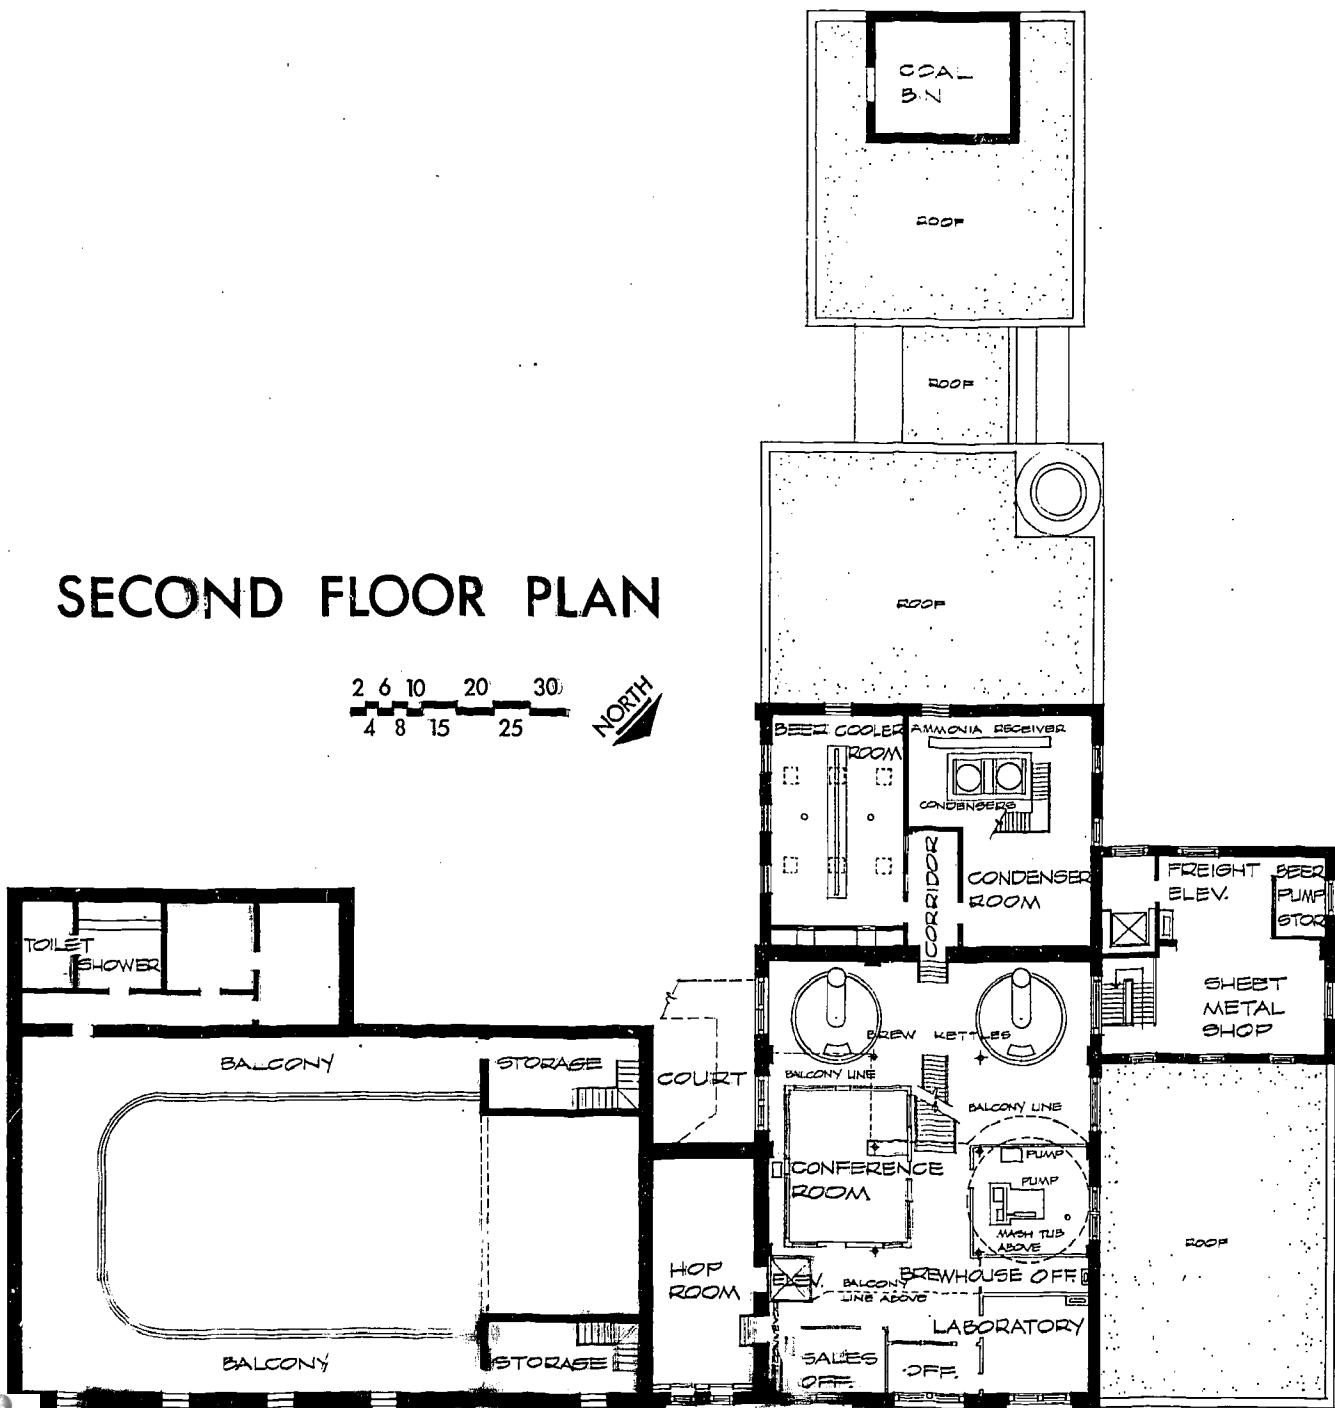 COAL
BIN
ROOF
ROOF
ROOF
SECOND FLOOR PLAN
2 6 10 20 30
4 8 15 25
NORTH
BEER COOLER
ROOM
AMMONIA RECEIVER
CONDENSERS
CORRIDOR
CONDENSER
ROOM
FREIGHT
ELEV.
BEER
PUMP
STOR
TOILET
SHOWER
SHEET
METAL
SHOP
BREW KETTLES
BALCONY
STORAGE
COURT
BALCONY LINE
BALCONY LINE
CONFERENCE
ROOM
PUMP
PUMP
MASH TUB
ABOVE
ROOF
HOP
ROOM
ELEV.
BALCONY
LINE ABOVE
BREWHOUSE OFF.
LABORATORY
BALCONY
STORAGE
SALES
OFF.
OFF.